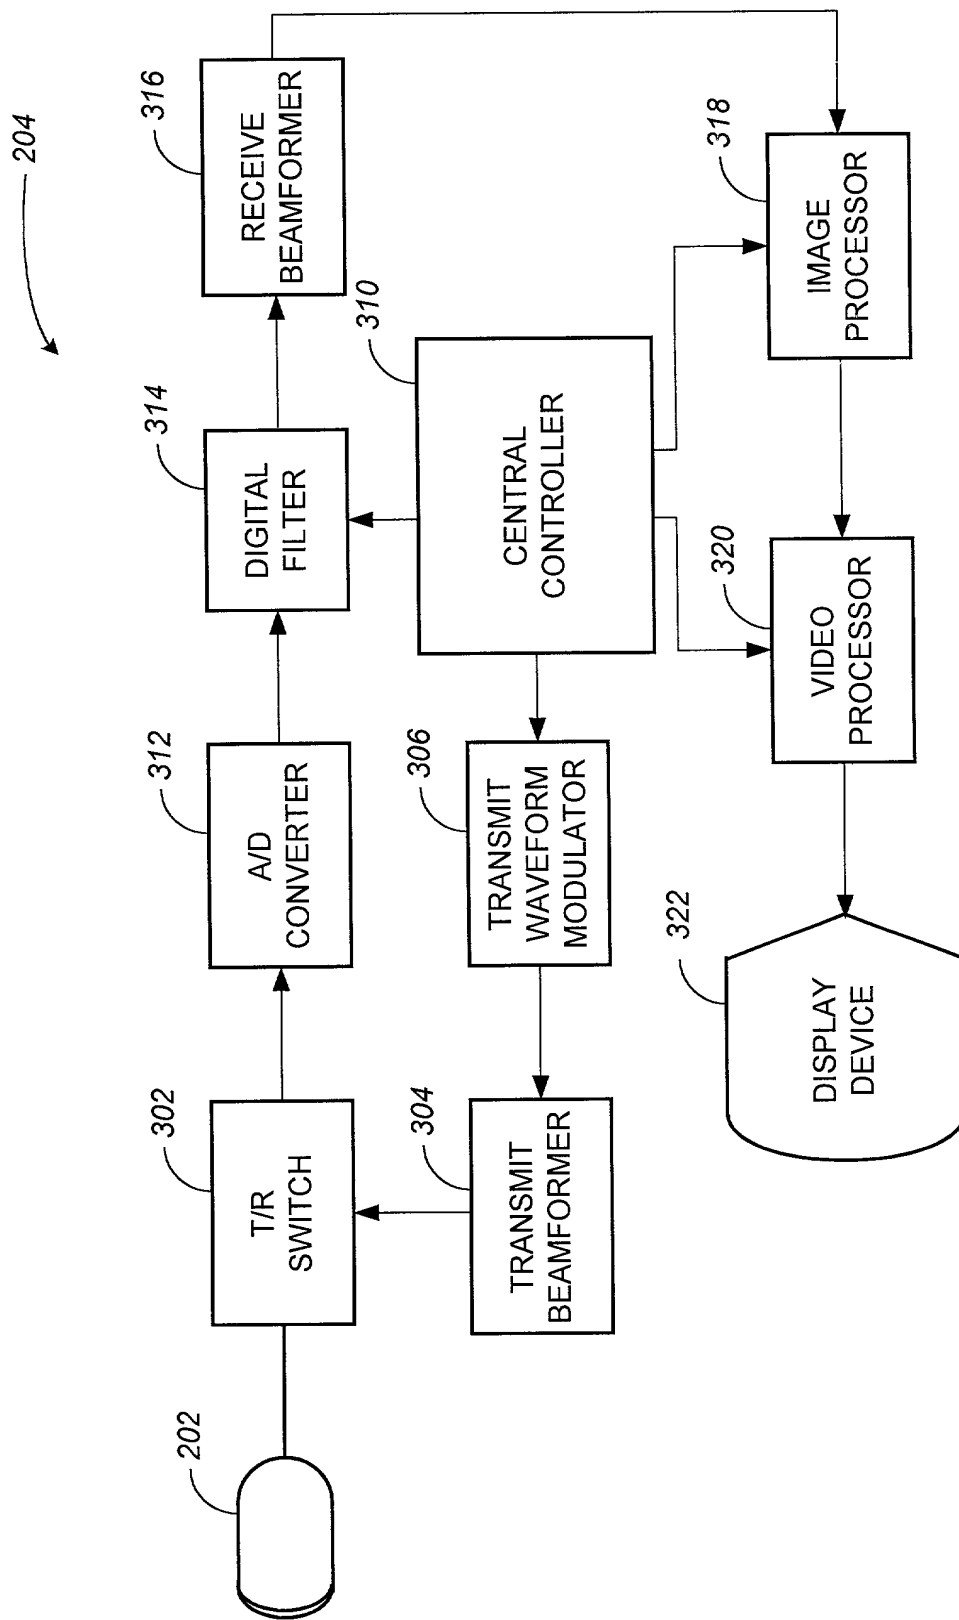 204
202
302
T/R
SWITCH
312
A/D
CONVERTER
314
DIGITAL
FILTER
316
RECEIVE
BEAMFORMER
304
TRANSMIT
BEAMFORMER
306
TRANSMIT
WAVEFORM
MODULATOR
310
CENTRAL
CONTROLLER
322
DISPLAY
DEVICE
320
VIDEO
PROCESSOR
318
IMAGE
PROCESSOR